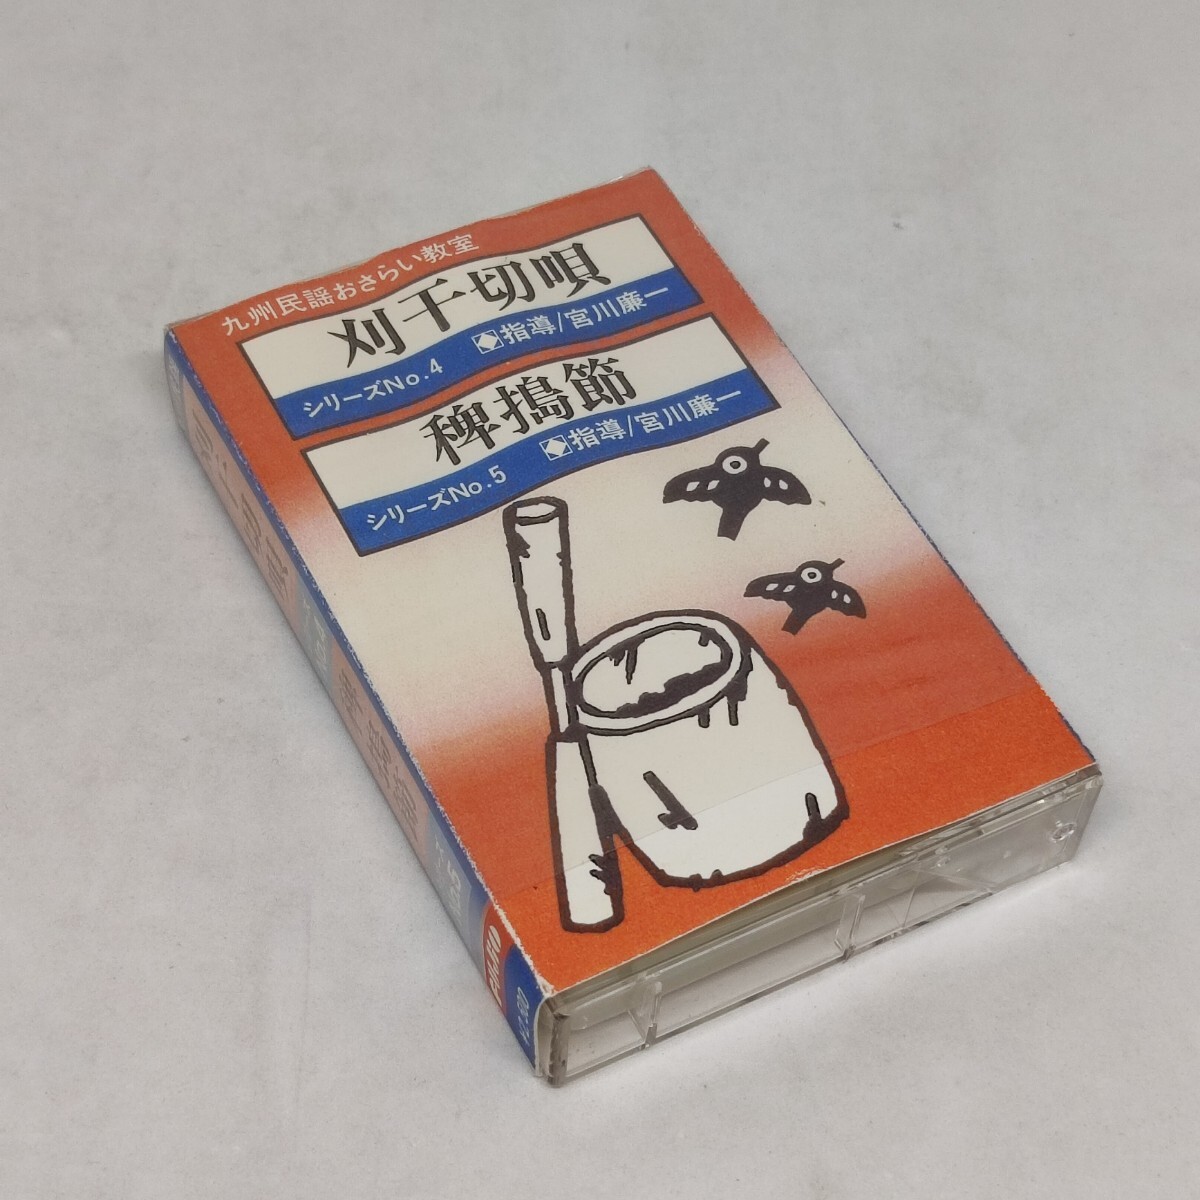 九州民謡おさらい教室
刈干切唄
シリーズNo.4 指導/宮川廉一
稗搗節
シリーズNo.5 指導/宮川廉一